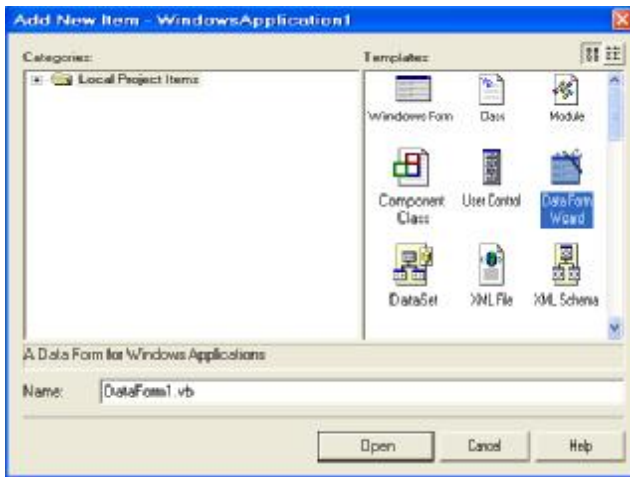 Add New Item - WindowsApplication1
Categories:
Templates:
Local Project Items
Windows Form
Class
Module
Component
Class
User Control
Data Form
Wizard
DataSet
XML File
XML Schema
A Data Form for Windows Applications
Name:
DataForm1.vb
Open
Cancel
Help